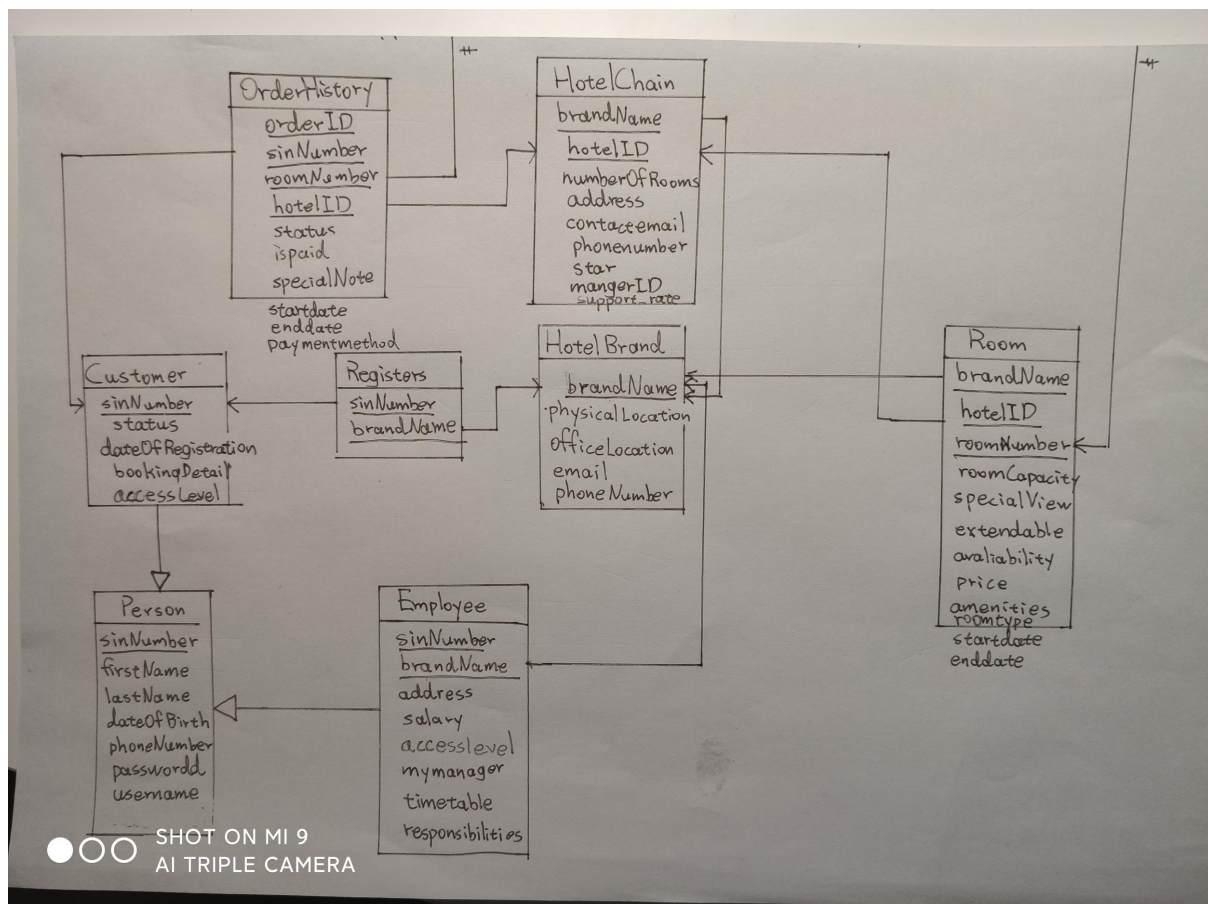 OrderHistory
orderID
sinNumber
roomNumber
hotelID
status
ispaid
specialNote
startdate
enddate
paymentmethod
HotelChain
brandName
hotelID
numberOfRooms
address
contactemail
phonenumber
star
mangerID
support_rate
Customer
sinNumber
status
dateOfRegistration
bookingDetail
accessLevel
Registers
sinNumber
brandName
HotelBrand
brandName
physicalLocation
officeLocation
email
phoneNumber
Room
brandName
hotelID
roomNumber
roomCapacity
specialView
extendable
avaliability
price
amenities
roomtype
startdate
enddate
Person
sinNumber
firstName
lastName
dateOfBirth
phoneNumber
passwordd
username
Employee
sinNumber
brandName
address
salary
accesslevel
mymanager
timetable
responsibilities
SHOT ON MI 9
AI TRIPLE CAMERA